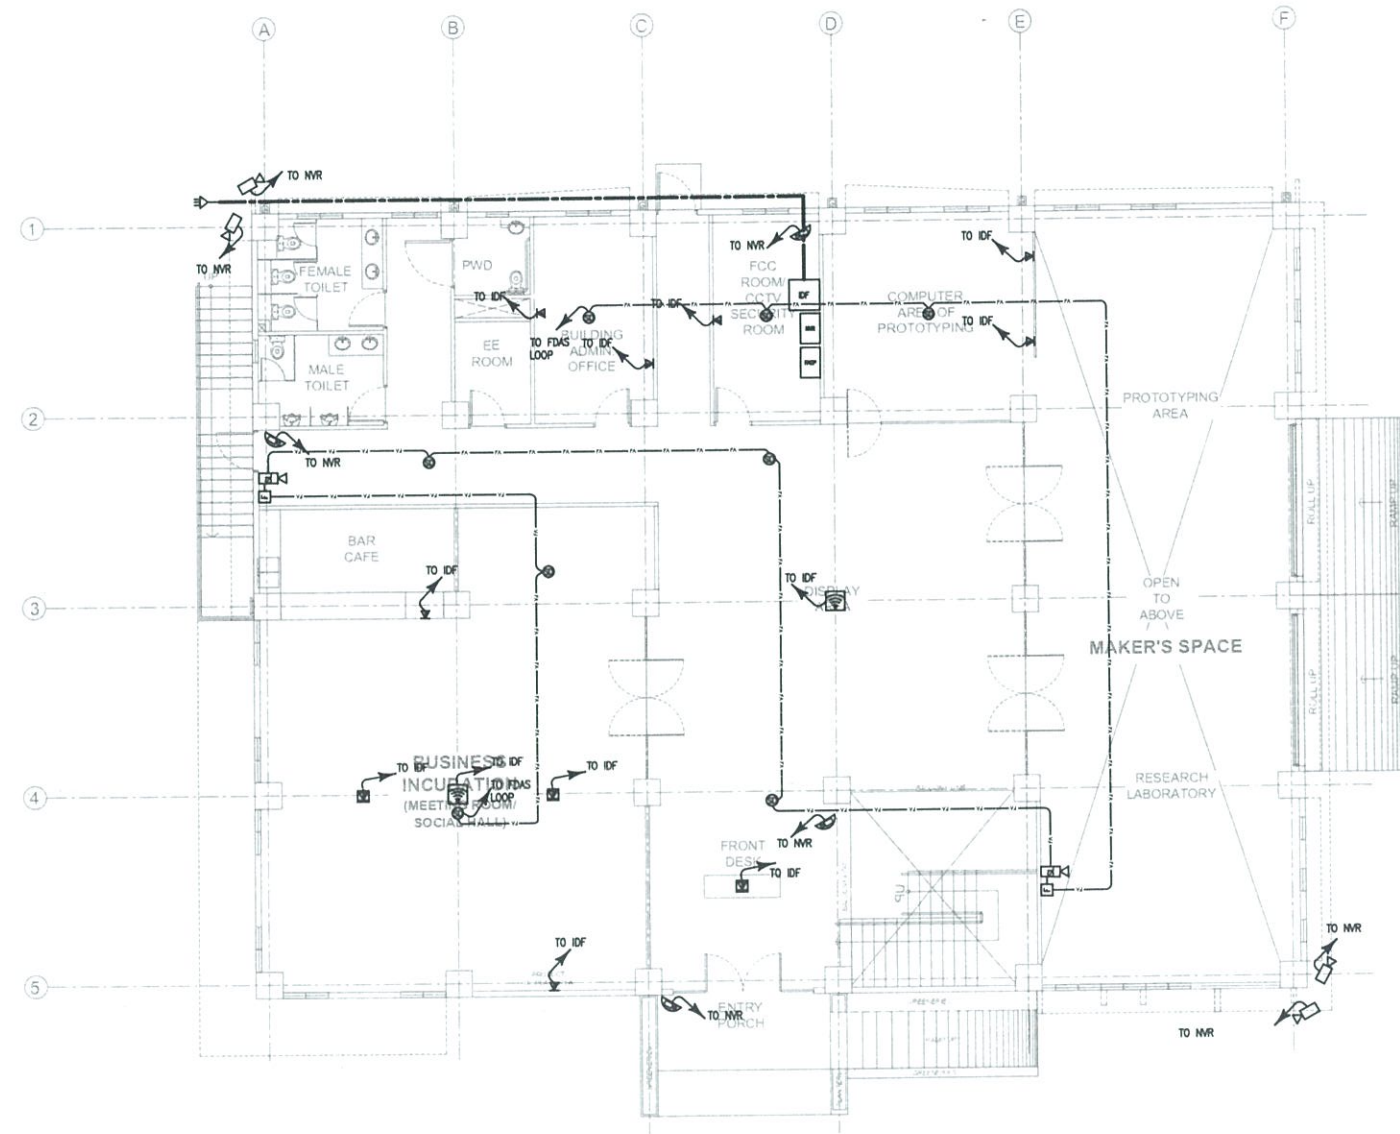 A
B
C
D
E
F
TO NVR
1
TO NVR
TO NVR
TO IDF
FEMALE
TOILET
PWD
FCC
ROOM/
CCTV
SECURITY
ROOM
IDF
TO IDF
TO IDF
COMPUTER
AREA OF
PROTOTYPING
TO IDF
TO FDAS
LOOP
BUILDING
ADMIN
OFFICE
TO IDF
EE
ROOM
MALE
TOILET
2
PROTOTYPING
AREA
TO NVR
BAR
CAFE
ROLL UP
RAMP UP
TO IDF
TO IDF
DISPLAY
3
OPEN
TO
ABOVE
MAKER'S SPACE
ROLL UP
RAMP UP
BUSINESS
INCUBATION
(MEETING ROOM/
SOCIAL HALL)
TO IDF
TO IDF
TO IDF
TO FDAS
LOOP
4
RESEARCH
LABORATORY
TO NVR
FRONT
DESK
TO IDF
F
F
UP
TO IDF
TO NVR
5
ENTRY
PORCH
TO NVR
TO NVR